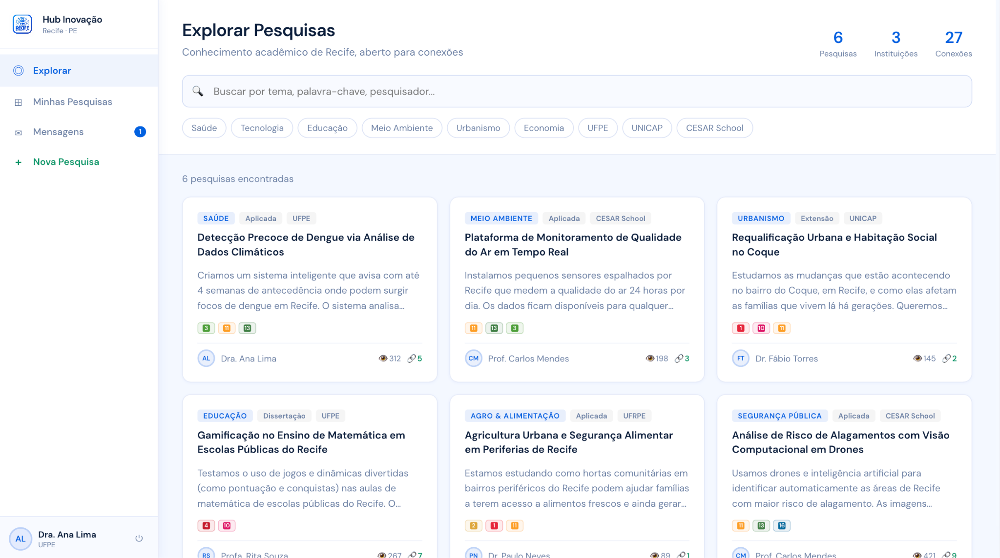 RECIFE
Hub Inovação
Recife · PE
Explorar
Minhas Pesquisas
Mensagens 1
+ Nova Pesquisa
AL
Dra. Ana Lima
UFPE
Explorar Pesquisas
Conhecimento acadêmico de Recife, aberto para conexões
6 3 27
Pesquisas Instituições Conexões
Buscar por tema, palavra-chave, pesquisador...
Saúde Tecnologia Educação Meio Ambiente Urbanismo Economia UFPE UNICAP CESAR School
6 pesquisas encontradas
SAÚDE Aplicada UFPE
Detecção Precoce de Dengue via Análise de
Dados Climáticos
Criamos um sistema inteligente que avisa com até
4 semanas de antecedência onde podem surgir
focos de dengue em Recife. O sistema analisa...
3 11 13
AL Dra. Ana Lima 312 5
MEIO AMBIENTE Aplicada CESAR School
Plataforma de Monitoramento de Qualidade
do Ar em Tempo Real
Instalamos pequenos sensores espalhados por
Recife que medem a qualidade do ar 24 horas por
dia. Os dados ficam disponíveis para qualquer...
11 13 3
CM Prof. Carlos Mendes 198 3
URBANISMO Extensão UNICAP
Requalificação Urbana e Habitação Social
no Coque
Estudamos as mudanças que estão acontecendo
no bairro do Coque, em Recife, e como elas afetam
as famílias que vivem lá há gerações. Queremos...
1 10 11
FT Dr. Fábio Torres 145 2
EDUCAÇÃO Dissertação UFPE
Gamificação no Ensino de Matemática em
Escolas Públicas do Recife
Testamos o uso de jogos e dinâmicas divertidas
(como pontuação e conquistas) nas aulas de
matemática de escolas públicas do Recife. O...
4 10
RS Profa. Rita Souza 267 7
AGRO & ALIMENTAÇÃO Aplicada UFRPE
Agricultura Urbana e Segurança Alimentar
em Periferias de Recife
Estamos estudando como hortas comunitárias em
bairros periféricos do Recife podem ajudar famílias
a terem acesso a alimentos frescos e ainda gerar...
2 1 11
PN Dr. Paulo Neves 89 1
SEGURANÇA PÚBLICA Aplicada CESAR School
Análise de Risco de Alagamentos com Visão
Computacional em Drones
Usamos drones e inteligência artificial para
identificar automaticamente as áreas de Recife
com maior risco de alagamento. As imagens...
11 13 16
CM Prof. Carlos Mendes 421 9